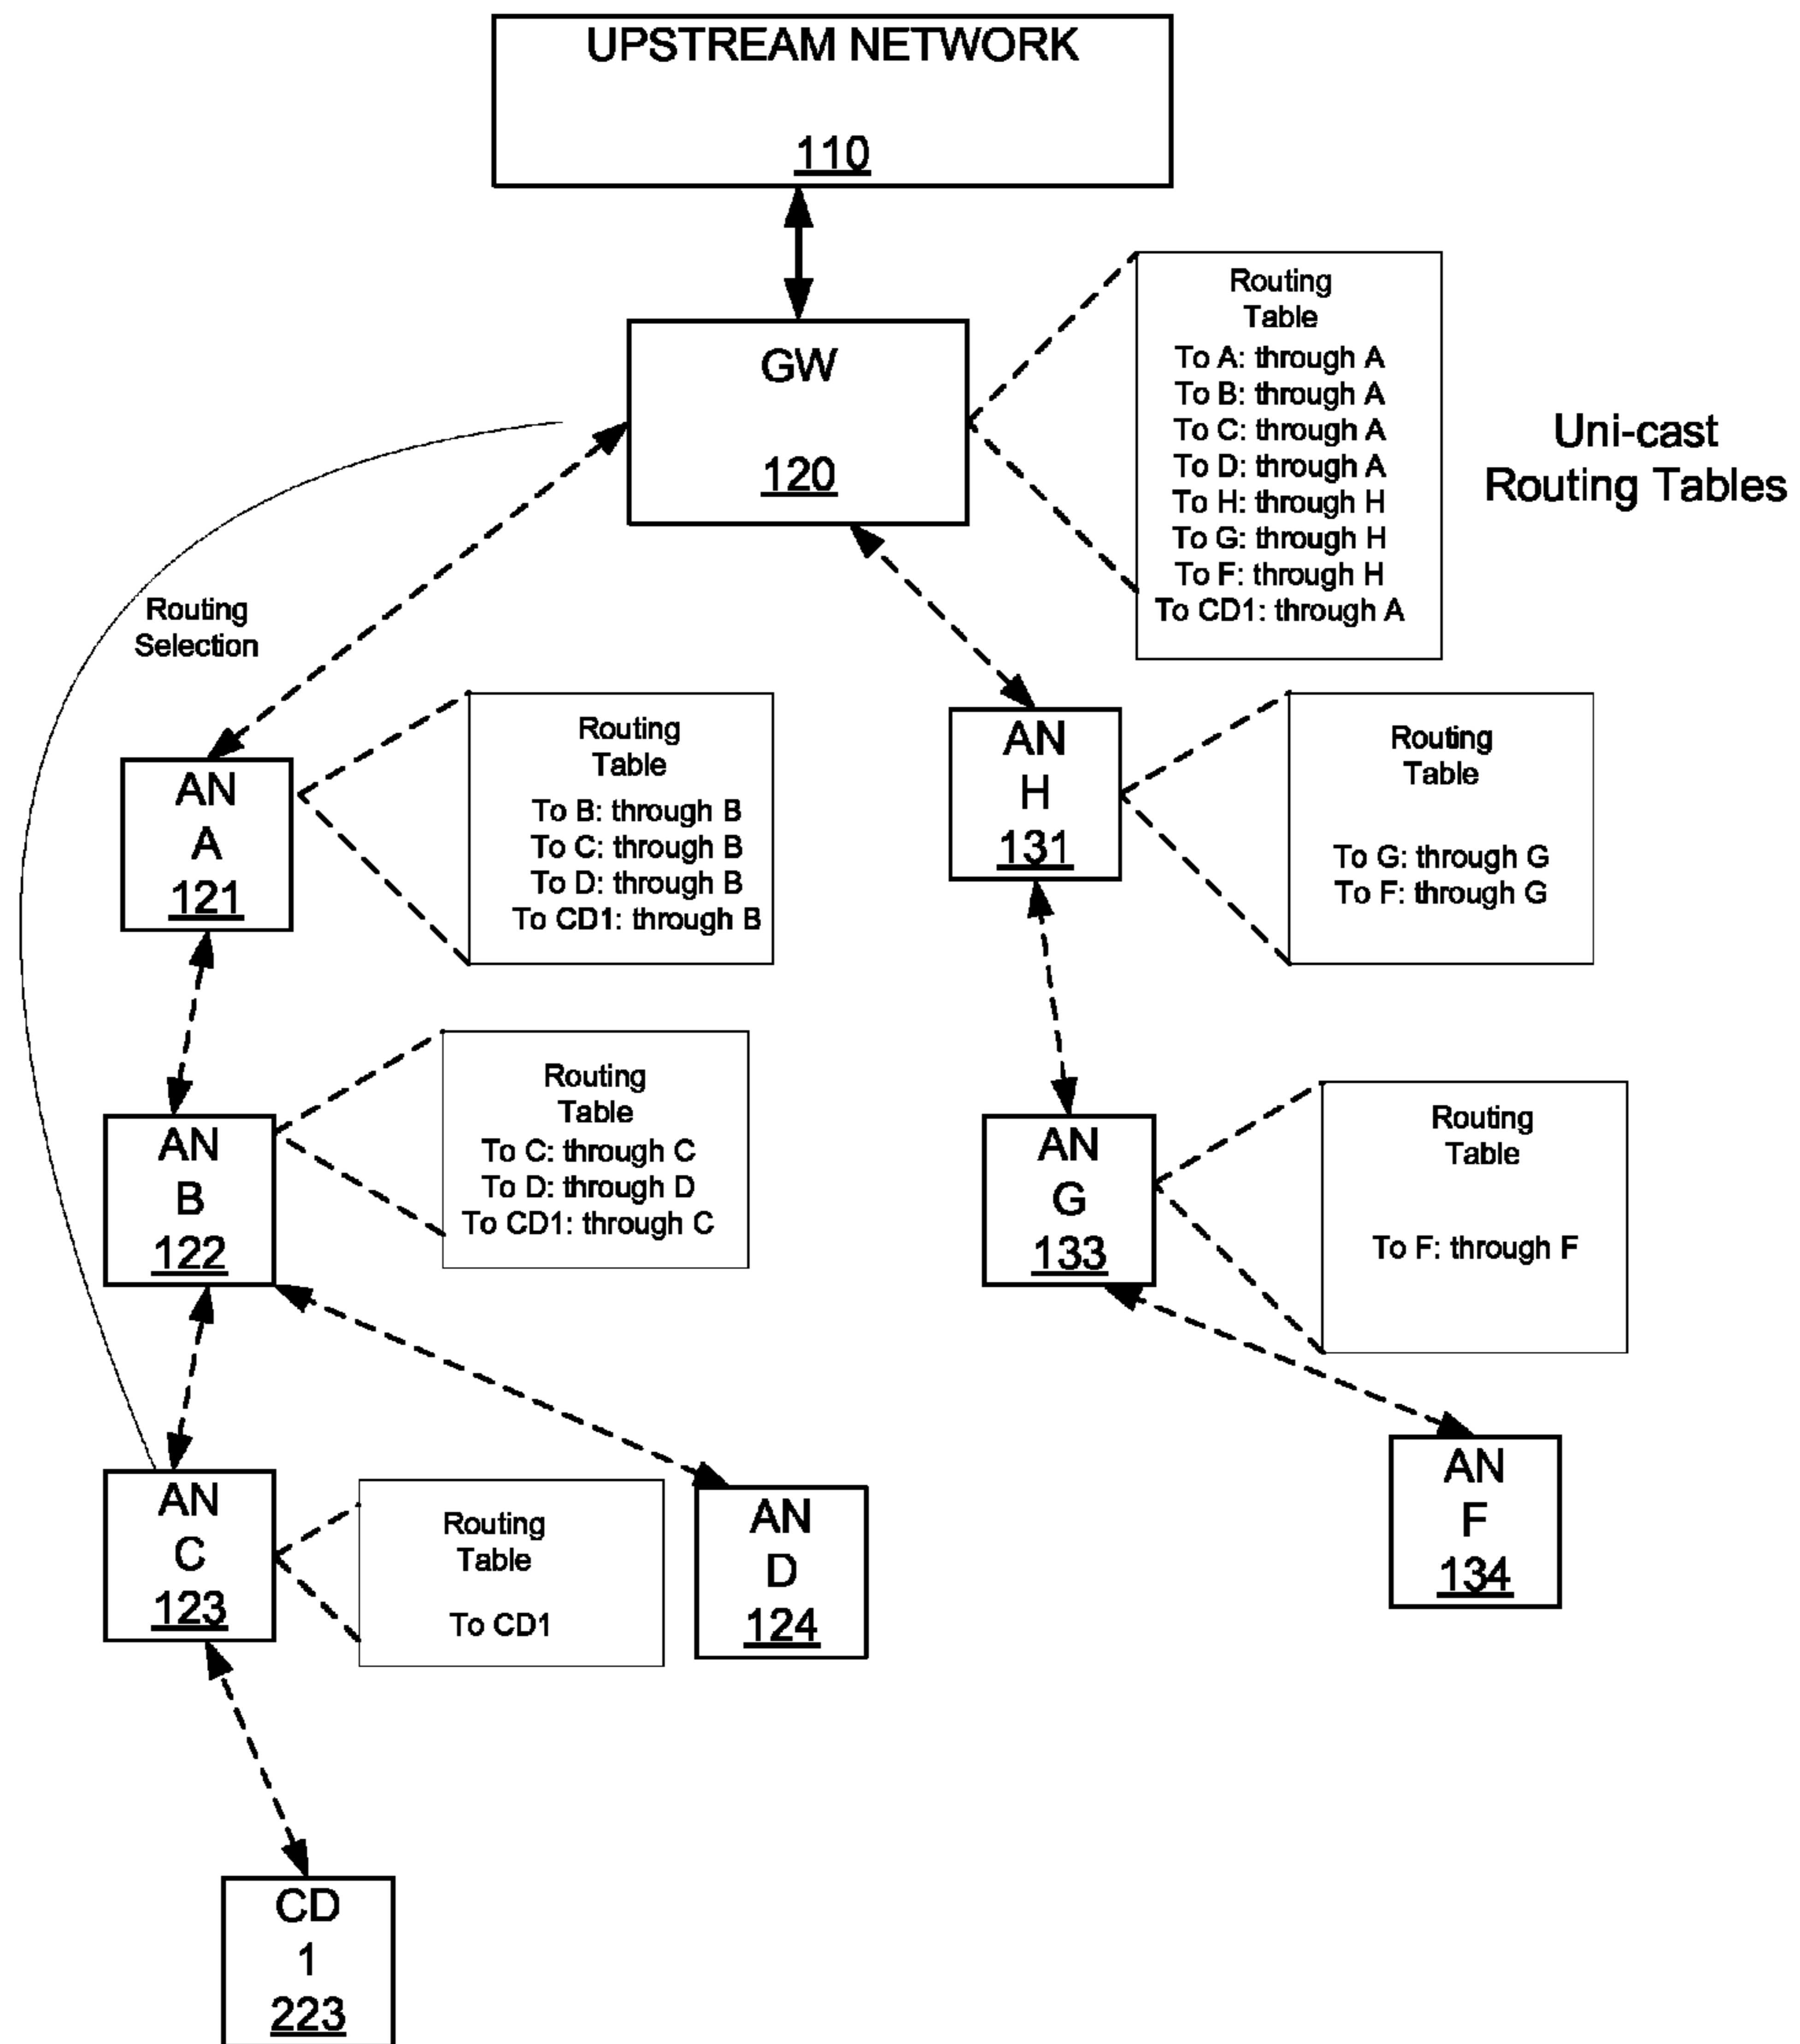 UPSTREAM NETWORK
110
GW
120
Routing
Table
To A: through A
To B: through A
To C: through A
To D: through A
To H: through H
To G: through H
To F: through H
To CD1: through A
Uni-cast
Routing Tables
Routing
Selection
AN
A
121
Routing
Table
To B: through B
To C: through B
To D: through B
To CD1: through B
AN
H
131
Routing
Table
To G: through G
To F: through G
AN
B
122
Routing
Table
To C: through C
To D: through D
To CD1: through C
AN
G
133
Routing
Table
To F: through F
AN
C
123
Routing
Table
To CD1
AN
D
124
AN
F
134
CD
1
223